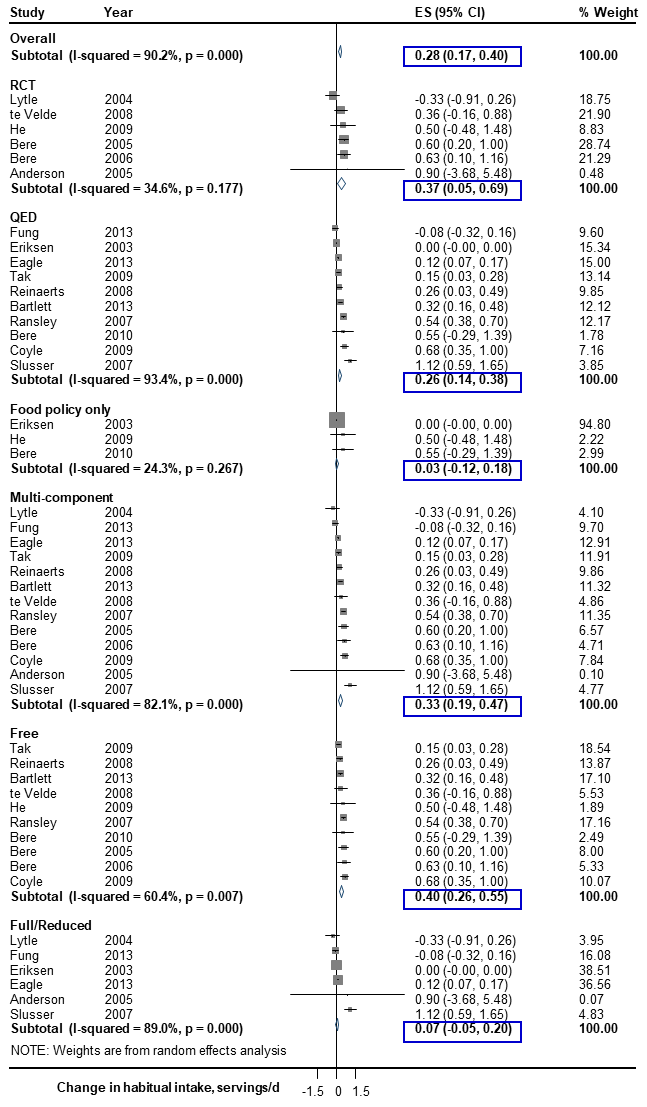 Study Year ES (95% CI) % Weight
Overall
Subtotal (I-squared = 90.2%, p = 0.000) 0.28 (0.17, 0.40) 100.00
RCT
Lytle 2004 -0.33 (-0.91, 0.26) 18.75
te Velde 2008 0.36 (-0.16, 0.88) 21.90
He 2009 0.50 (-0.48, 1.48) 8.83
Bere 2005 0.60 (0.20, 1.00) 28.74
Bere 2006 0.63 (0.10, 1.16) 21.29
Anderson 2005 0.90 (-3.68, 5.48) 0.48
Subtotal (I-squared = 34.6%, p = 0.177) 0.37 (0.05, 0.69) 100.00
QED
Fung 2013 -0.08 (-0.32, 0.16) 9.60
Eriksen 2003 0.00 (-0.00, 0.00) 15.34
Eagle 2013 0.12 (0.07, 0.17) 15.00
Tak 2009 0.15 (0.03, 0.28) 13.14
Reinaerts 2008 0.26 (0.03, 0.49) 9.85
Bartlett 2013 0.32 (0.16, 0.48) 12.12
Ransley 2007 0.54 (0.38, 0.70) 12.17
Bere 2010 0.55 (-0.29, 1.39) 1.78
Coyle 2009 0.68 (0.35, 1.00) 7.16
Slusser 2007 1.12 (0.59, 1.65) 3.85
Subtotal (I-squared = 93.4%, p = 0.000) 0.26 (0.14, 0.38) 100.00
Food policy only
Eriksen 2003 0.00 (-0.00, 0.00) 94.80
He 2009 0.50 (-0.48, 1.48) 2.22
Bere 2010 0.55 (-0.29, 1.39) 2.99
Subtotal (I-squared = 24.3%, p = 0.267) 0.03 (-0.12, 0.18) 100.00
Multi-component
Lytle 2004 -0.33 (-0.91, 0.26) 4.10
Fung 2013 -0.08 (-0.32, 0.16) 9.70
Eagle 2013 0.12 (0.07, 0.17) 12.91
Tak 2009 0.15 (0.03, 0.28) 11.91
Reinaerts 2008 0.26 (0.03, 0.49) 9.86
Bartlett 2013 0.32 (0.16, 0.48) 11.32
te Velde 2008 0.36 (-0.16, 0.88) 4.86
Ransley 2007 0.54 (0.38, 0.70) 11.35
Bere 2005 0.60 (0.20, 1.00) 6.57
Bere 2006 0.63 (0.10, 1.16) 4.71
Coyle 2009 0.68 (0.35, 1.00) 7.84
Anderson 2005 0.90 (-3.68, 5.48) 0.10
Slusser 2007 1.12 (0.59, 1.65) 4.77
Subtotal (I-squared = 82.1%, p = 0.000) 0.33 (0.19, 0.47) 100.00
Free
Tak 2009 0.15 (0.03, 0.28) 18.54
Reinaerts 2008 0.26 (0.03, 0.49) 13.87
Bartlett 2013 0.32 (0.16, 0.48) 17.10
te Velde 2008 0.36 (-0.16, 0.88) 5.53
He 2009 0.50 (-0.48, 1.48) 1.89
Ransley 2007 0.54 (0.38, 0.70) 17.16
Bere 2010 0.55 (-0.29, 1.39) 2.49
Bere 2005 0.60 (0.20, 1.00) 8.00
Bere 2006 0.63 (0.10, 1.16) 5.33
Coyle 2009 0.68 (0.35, 1.00) 10.07
Subtotal (I-squared = 60.4%, p = 0.007) 0.40 (0.26, 0.55) 100.00
Full/Reduced
Lytle 2004 -0.33 (-0.91, 0.26) 3.95
Fung 2013 -0.08 (-0.32, 0.16) 16.08
Eriksen 2003 0.00 (-0.00, 0.00) 38.51
Eagle 2013 0.12 (0.07, 0.17) 36.56
Anderson 2005 0.90 (-3.68, 5.48) 0.07
Slusser 2007 1.12 (0.59, 1.65) 4.83
Subtotal (I-squared = 89.0%, p = 0.000) 0.07 (-0.05, 0.20) 100.00
NOTE: Weights are from random effects analysis
Change in habitual intake, servings/d -1.5 0 1.5